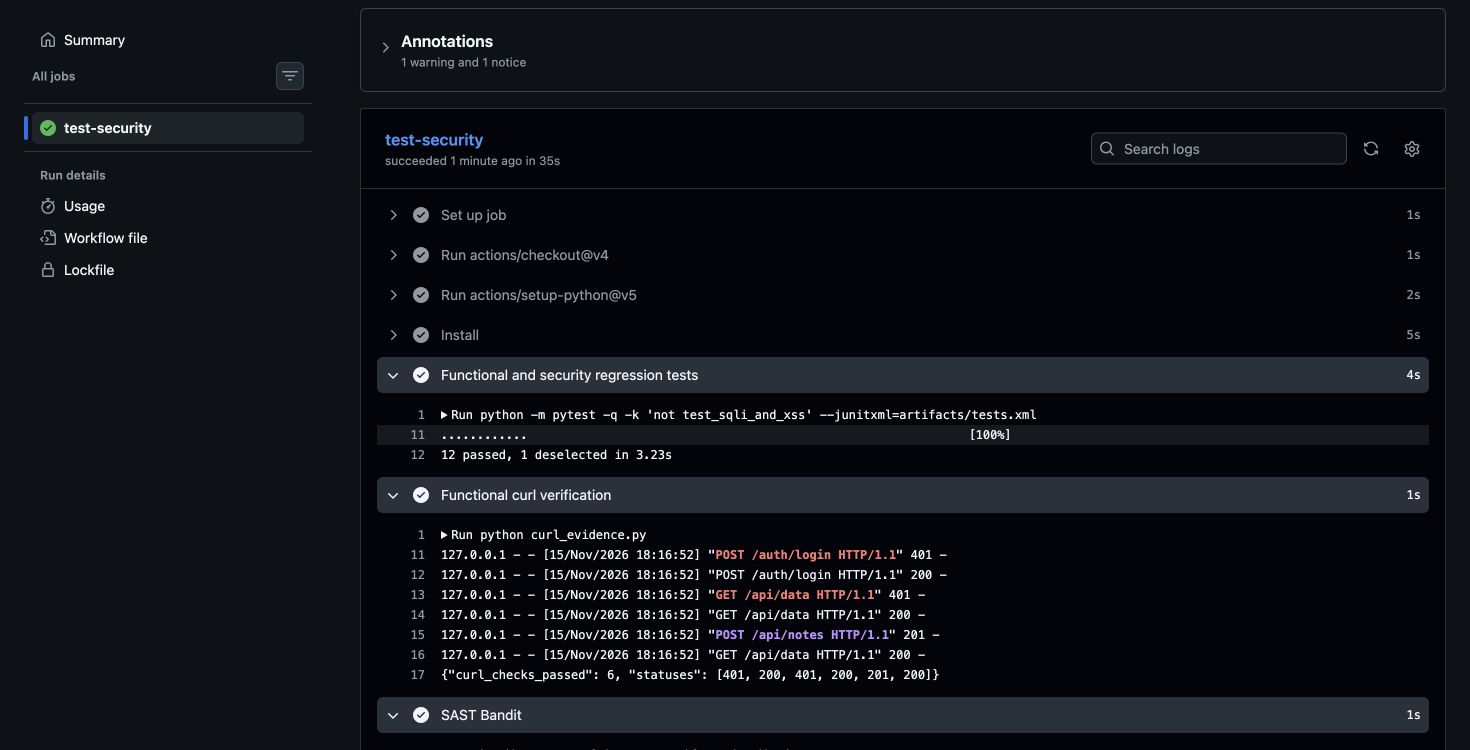 Summary
All jobs
test-security
Run details
Usage
Workflow file
Lockfile
Annotations
1 warning and 1 notice
test-security
succeeded 1 minute ago in 35s
Search logs
Set up job 1s
Run actions/checkout@v4 1s
Run actions/setup-python@v5 2s
Install 5s
Functional and security regression tests 4s
1 Run python -m pytest -q -k 'not test_sqli_and_xss' --junitxml=artifacts/tests.xml
11 ............ [100%]
12 12 passed, 1 deselected in 3.23s
Functional curl verification 1s
1 Run python curl_evidence.py
11 127.0.0.1 - - [15/Nov/2026 18:16:52] "POST /auth/login HTTP/1.1" 401 -
12 127.0.0.1 - - [15/Nov/2026 18:16:52] "POST /auth/login HTTP/1.1" 200 -
13 127.0.0.1 - - [15/Nov/2026 18:16:52] "GET /api/data HTTP/1.1" 401 -
14 127.0.0.1 - - [15/Nov/2026 18:16:52] "GET /api/data HTTP/1.1" 200 -
15 127.0.0.1 - - [15/Nov/2026 18:16:52] "POST /api/notes HTTP/1.1" 201 -
16 127.0.0.1 - - [15/Nov/2026 18:16:52] "GET /api/data HTTP/1.1" 200 -
17 {"curl_checks_passed": 6, "statuses": [401, 200, 401, 200, 201, 200]}
SAST Bandit 1s